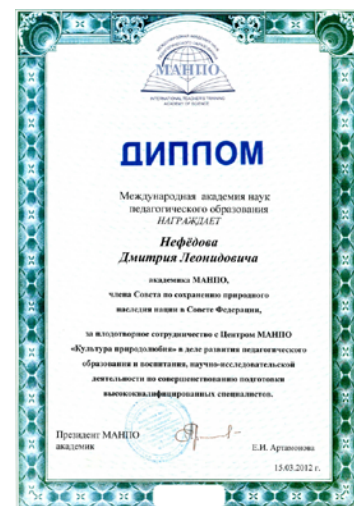 МАНПО
INTERNATIONAL TEACHER'S TRAINING
ACADEMY OF SCIENCE
ДИПЛОМ
Международная академия наук
педагогического образования
НАГРАЖДАЕТ
Нефёдова
Дмитрия Леонидовича
академика МАНПО,
члена Совета по сохранению природного
наследия нации в Совете Федерации,
за плодотворное сотрудничество с Центром МАНПО
«Культура природолюбия» в деле развития педагогического
образования и воспитания, научно-исследовательской
деятельности по совершенствованию подготовки
высококвалифицированных специалистов.
Президент МАНПО
академик
Е.И. Артамонова
15.03.2012 г.